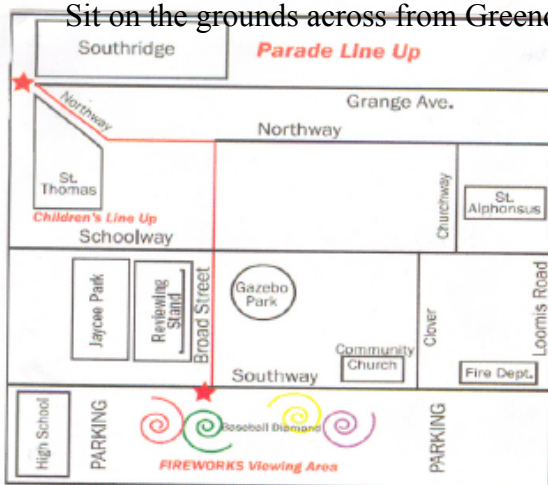 Sit on the grounds across from Greend
Southridge
Parade Line Up
Grange Ave.
Northway
Northway
St.
Thomas
Churchway
St.
Alphonsus
Children's Line Up
Schoolway
Jaycee Park
Reviewing
Stand
Broad Street
Gazebo
Park
Clover
Loomis Road
Community
Church
Southway
Fire Dept.
High School
PARKING
Baseball Diamond
PARKING
FIREWORKS Viewing Area